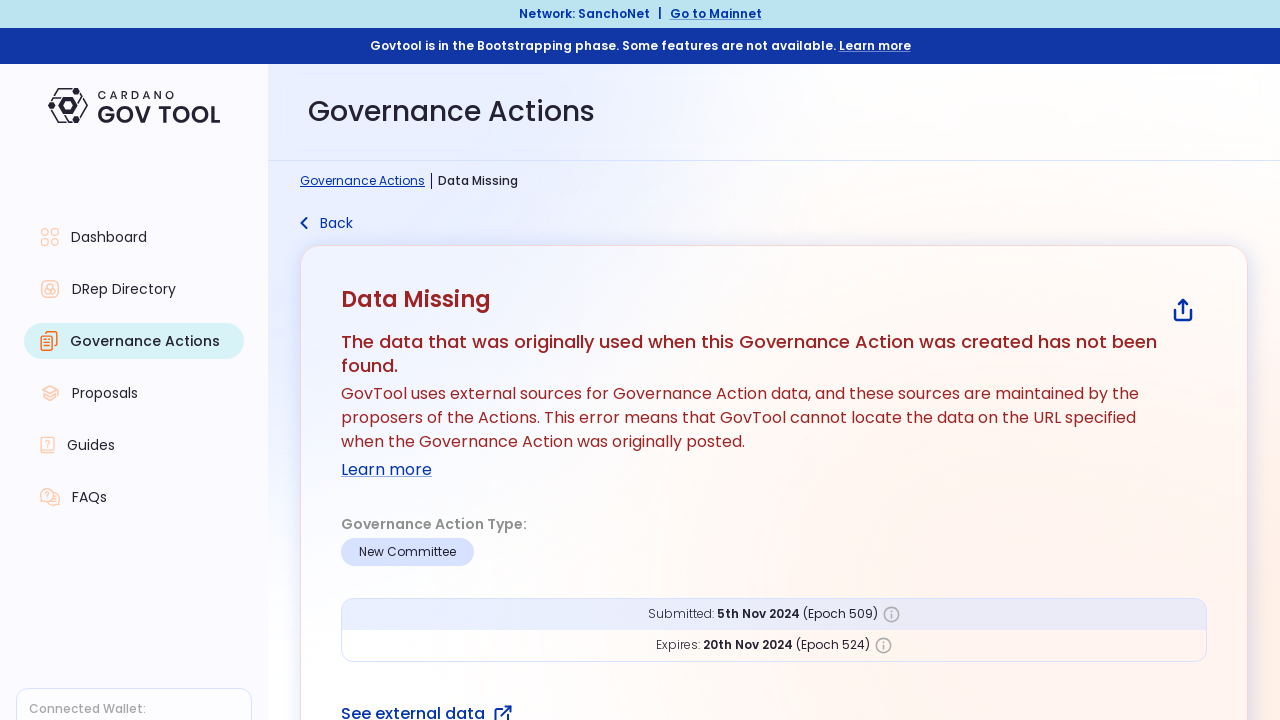 Network: SanchoNet | Go to Mainnet
Govtool is in the Bootstrapping phase. Some features are not available. Learn more
CARDANO
GOV TOOL
Governance Actions
Governance Actions | Data Missing
Back
Dashboard
DRep Directory
Governance Actions
Proposals
Guides
FAQs
Connected Wallet:
Data Missing
The data that was originally used when this Governance Action was created has not been
found.
GovTool uses external sources for Governance Action data, and these sources are maintained by the
proposers of the Actions. This error means that GovTool cannot locate the data on the URL specified
when the Governance Action was originally posted.
Learn more
Governance Action Type:
New Committee
Submitted: 5th Nov 2024 (Epoch 509)
Expires: 20th Nov 2024 (Epoch 524)
See external data